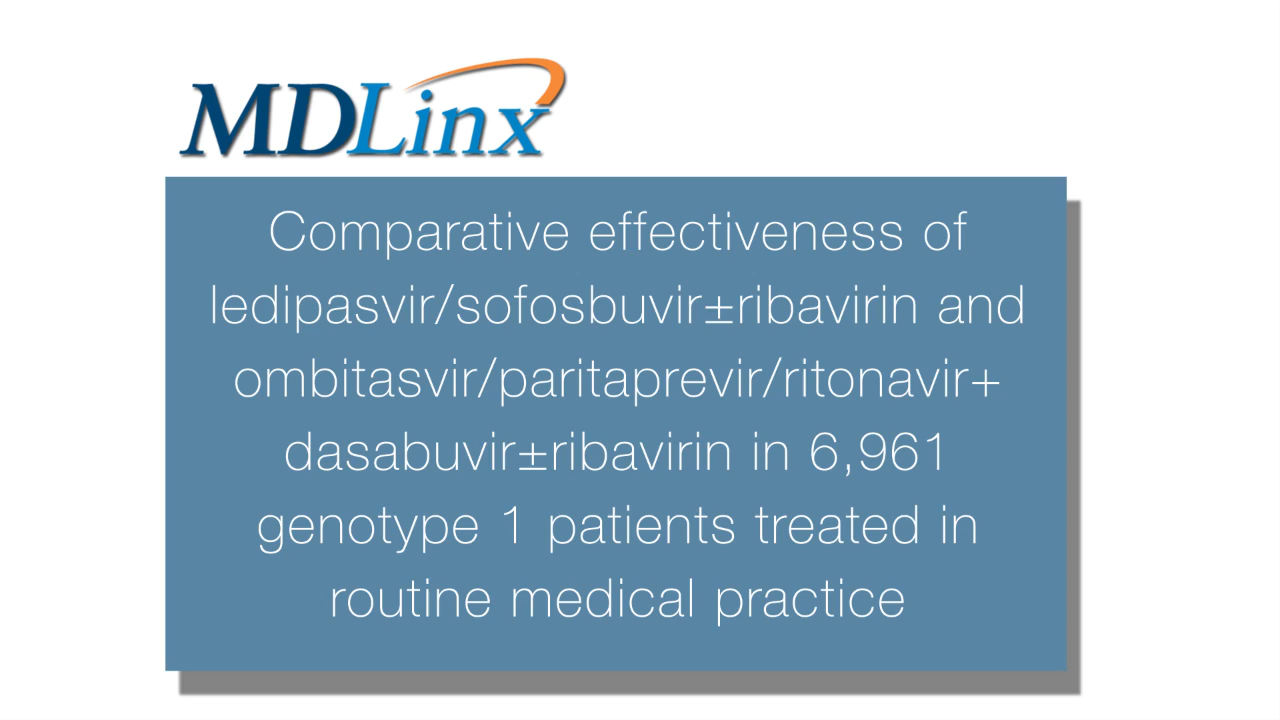 MDLinx
Comparative effectiveness of
ledipasvir/sofosbuvir±ribavirin and
ombitasvir/paritaprevir/ritonavir+
dasabuvir±ribavirin in 6,961
genotype 1 patients treated in
routine medical practice